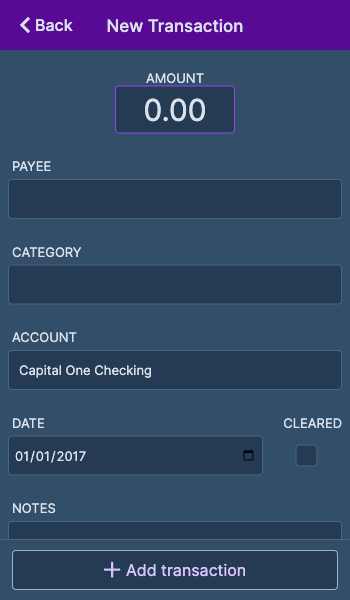 Back New Transaction
AMOUNT
0.00
PAYEE
CATEGORY
ACCOUNT
Capital One Checking
DATE CLEARED
01/01/2017
NOTES
Add transaction